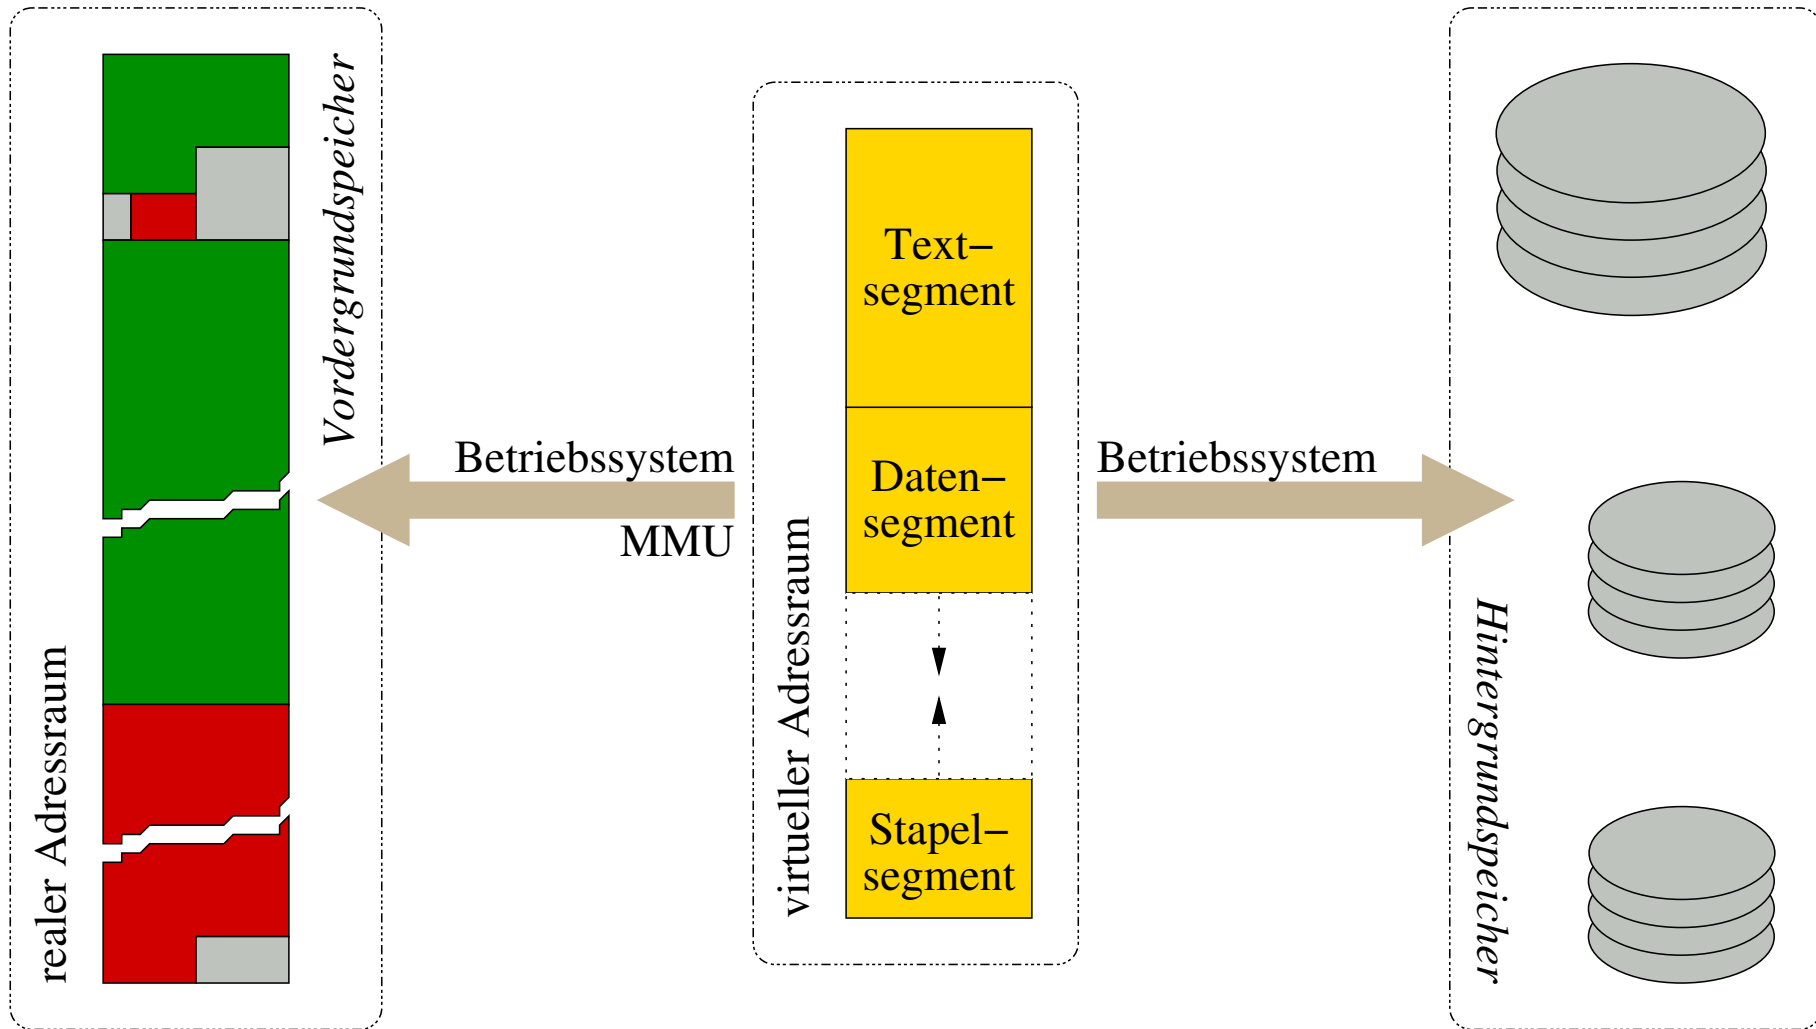 realer Adressraum
Vordergrundspeicher
Betriebssystem
MMU
virtueller Adressraum
Text–
segment
Daten–
segment
Stapel–
segment
Betriebssystem
Hintergrundspeicher